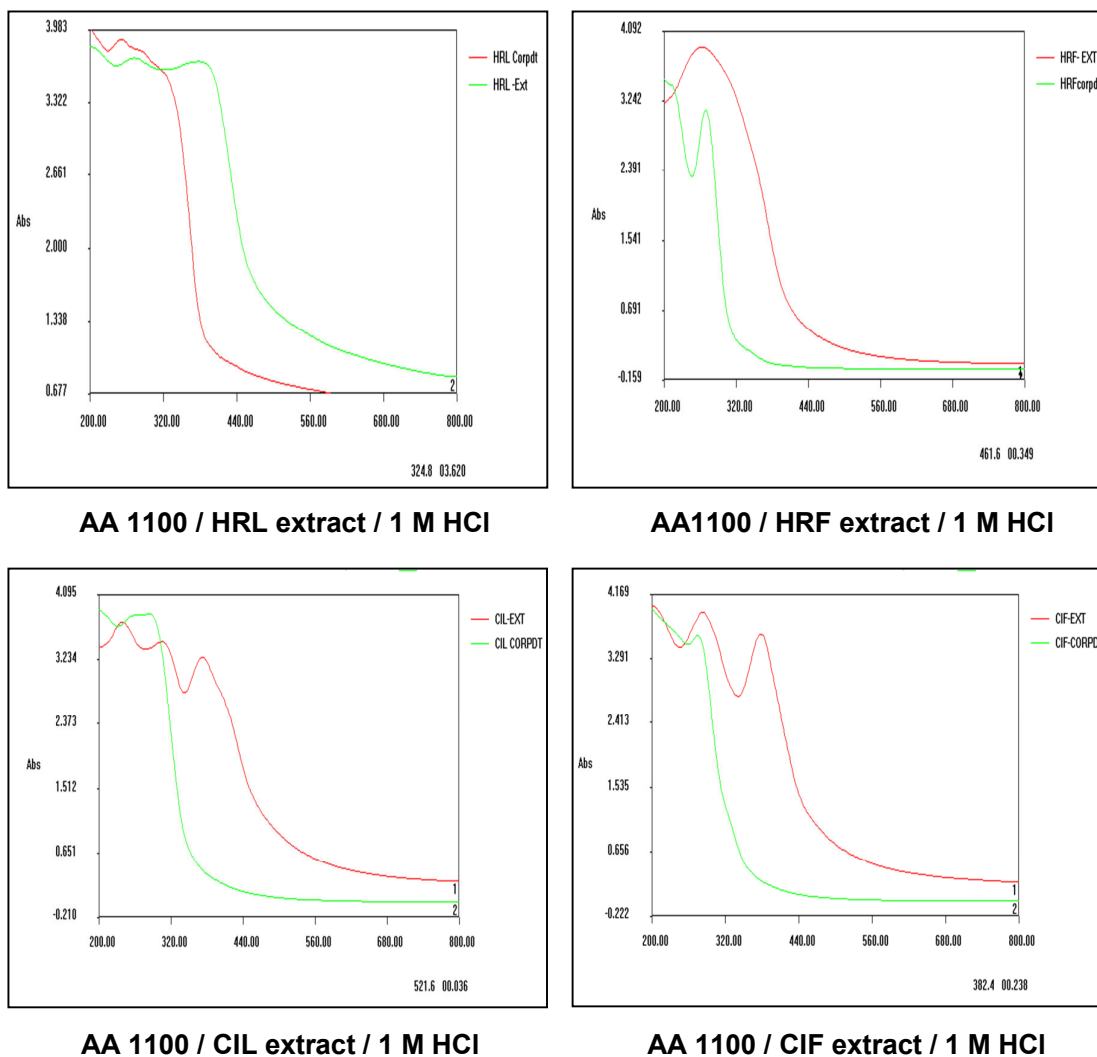 3.983
3.322
2.661
Abs
2.000
1.338
0.677
200.00 320.00 440.00 560.00 680.00 800.00
HRL Corpdt
HRL -Ext
2
324.8 03.620
AA 1100 / HRL extract / 1 M HCl
4.092
3.242
2.391
Abs
1.541
0.691
-0.159
200.00 320.00 440.00 560.00 680.00 800.00
HRF- EXT
HRFcorpd
461.6 00.349
AA1100 / HRF extract / 1 M HCl
4.095
3.234
2.373
Abs
1.512
0.651
-0.210
200.00 320.00 440.00 560.00 680.00 800.00
CIL-EXT
CIL CORPDT
1
2
521.6 00.036
AA 1100 / CIL extract / 1 M HCl
4.169
3.291
2.413
Abs
1.535
0.656
-0.222
200.00 320.00 440.00 560.00 680.00 800.00
CIF-EXT
CIF-CORPD
1
2
382.4 00.238
AA 1100 / CIF extract / 1 M HCl